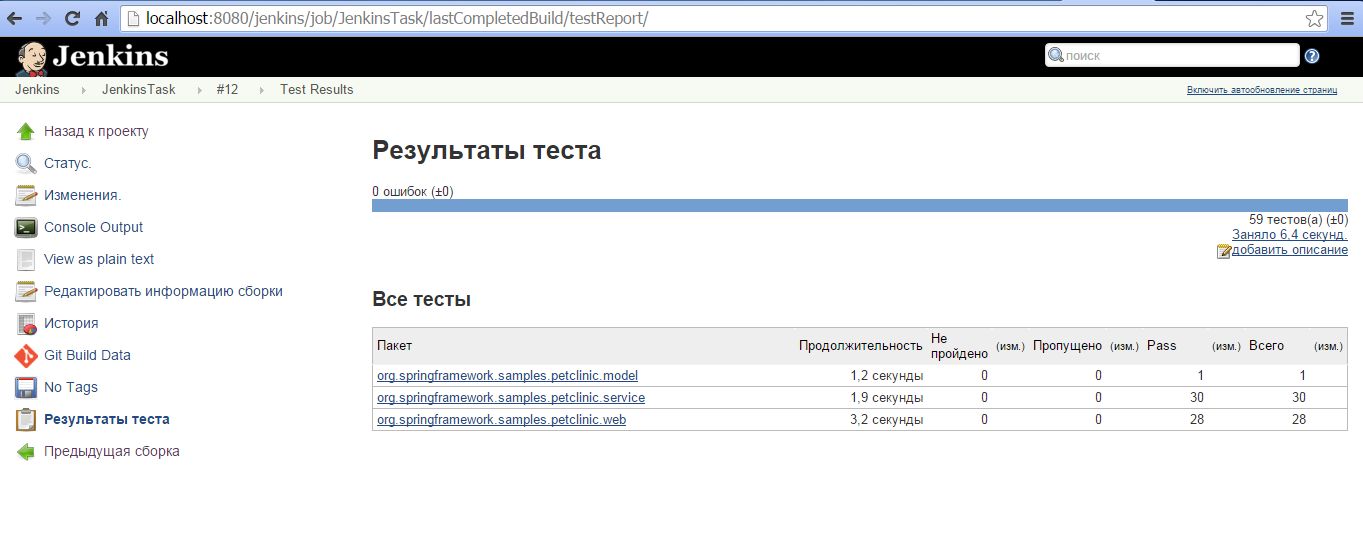 localhost:8080/jenkins/job/JenkinsTask/lastCompletedBuild/testReport/
Jenkins
поиск
Jenkins JenkinsTask #12 Test Results
Включить автообновление страниц
Назад к проекту
Статус.
Изменения.
Console Output
View as plain text
Редактировать информацию сборки
История
Git Build Data
No Tags
Результаты теста
Предыдущая сборка
Результаты теста
0 ошибок (±0)
59 тестов(а) (±0)
Заняло 6,4 секунд.
добавить описание
Все тесты
Пакет Продолжительность Не пройдено (изм.) Пропущено (изм.) Pass (изм.) Всего (изм.)
org.springframework.samples.petclinic.model 1,2 секунды 0 0 1 1
org.springframework.samples.petclinic.service 1,9 секунды 0 0 30 30
org.springframework.samples.petclinic.web 3,2 секунды 0 0 28 28